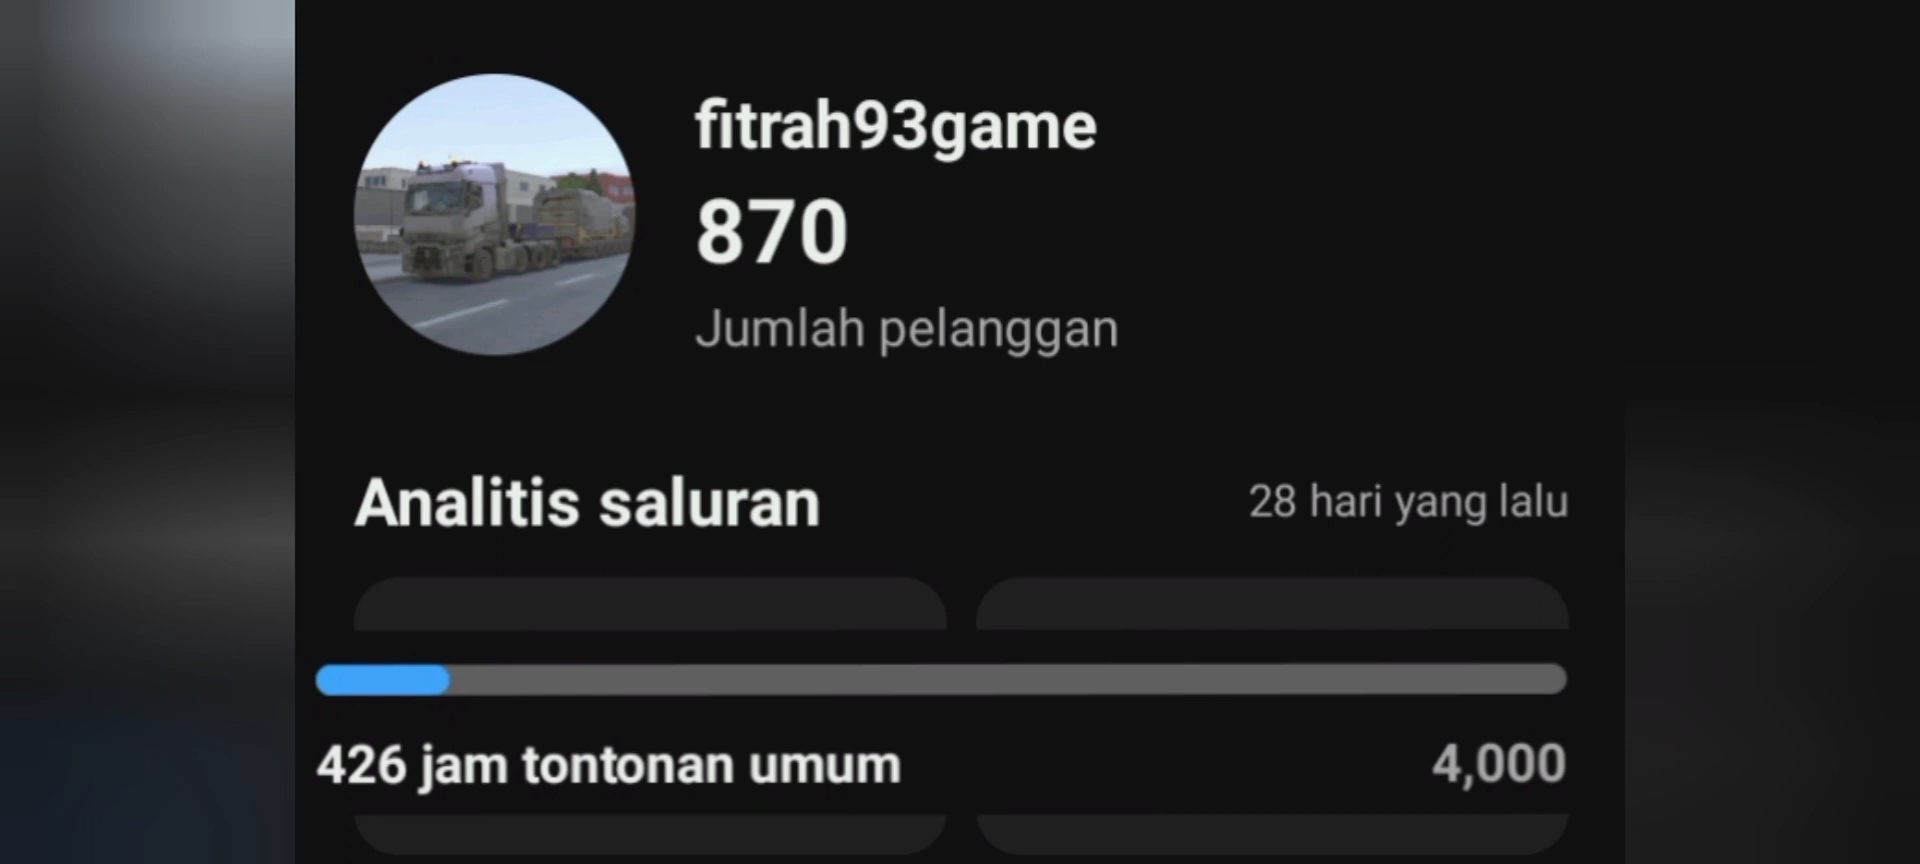 fitrah93game
870
Jumlah pelanggan
Analitis saluran
28 hari yang lalu
426 jam tontonan umum
4,000